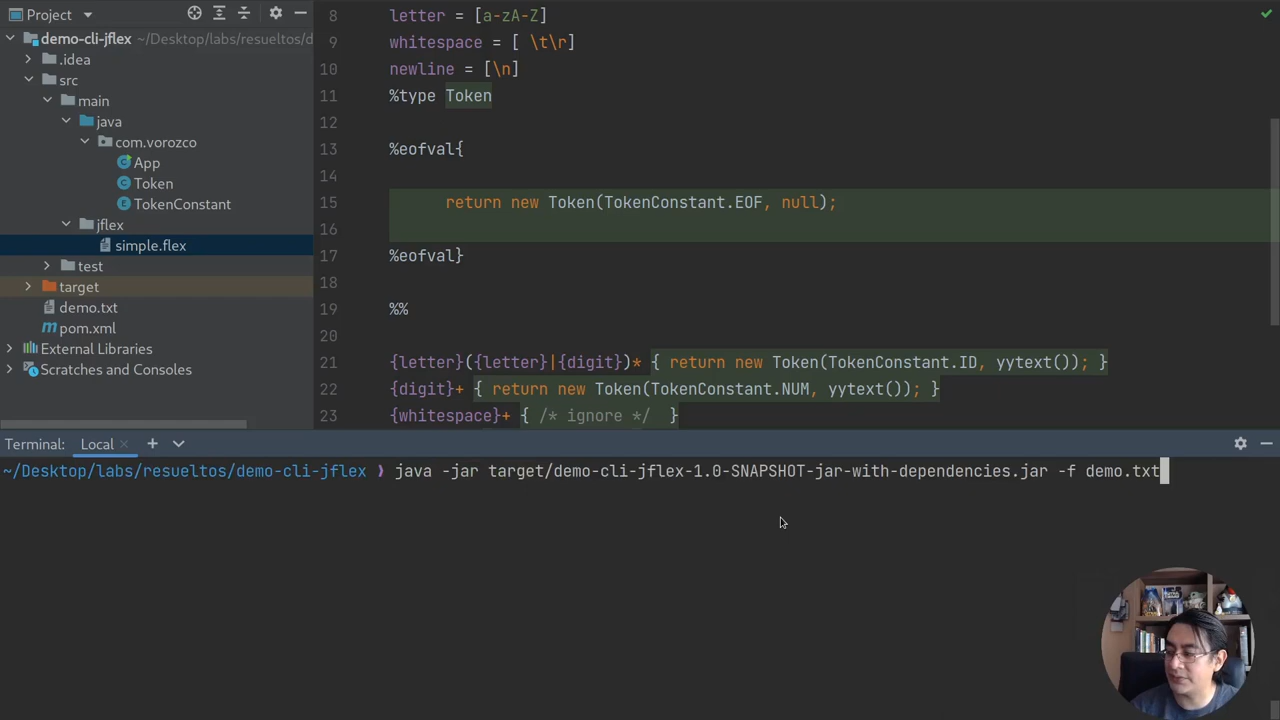 Project
demo-cli-jflex ~/Desktop/labs/resueltos/d
.idea
src
main
java
com.vorozco
App
Token
TokenConstant
jflex
simple.flex
test
target
demo.txt
pom.xml
External Libraries
Scratches and Consoles
8 letter = [a-zA-Z]
9 whitespace = [ \t\r]
10 newline = [\n]
11 %type Token
12
13 %eofval{
14
15 return new Token(TokenConstant.EOF, null);
16
17 %eofval}
18
19 %%
20
21 {letter}({letter}|{digit})* { return new Token(TokenConstant.ID, yytext()); }
22 {digit}+ { return new Token(TokenConstant.NUM, yytext()); }
23 {whitespace}+ { /* ignore */ }
Terminal: Local
~/Desktop/labs/resueltos/demo-cli-jflex ❯ java -jar target/demo-cli-jflex-1.0-SNAPSHOT-jar-with-dependencies.jar -f demo.txt